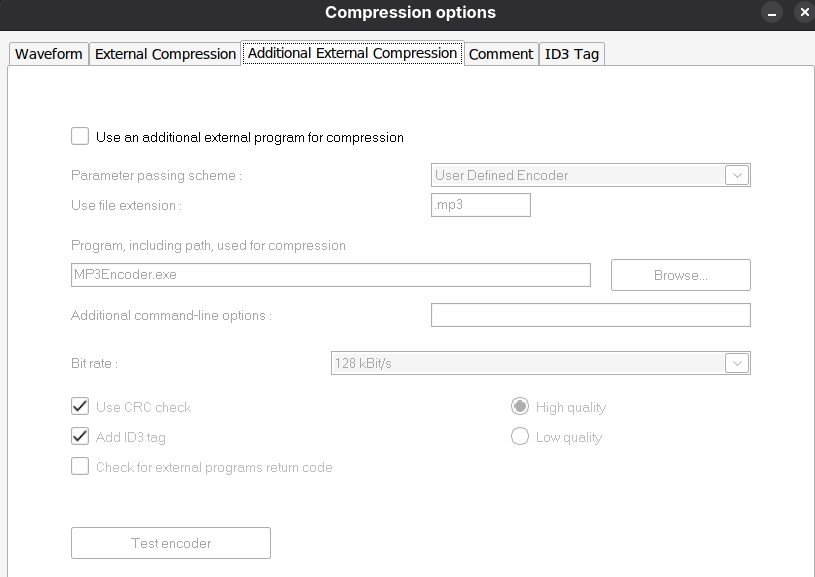 Compression options
Waveform External Compression Additional External Compression Comment ID3 Tag
Use an additional external program for compression
Parameter passing scheme : User Defined Encoder
Use file extension : .mp3
Program, including path, used for compression
MP3Encoder.exe Browse...
Additional command-line options :
Bit rate : 128 kBit/s
Use CRC check High quality
Add ID3 tag Low quality
Check for external programs return code
Test encoder